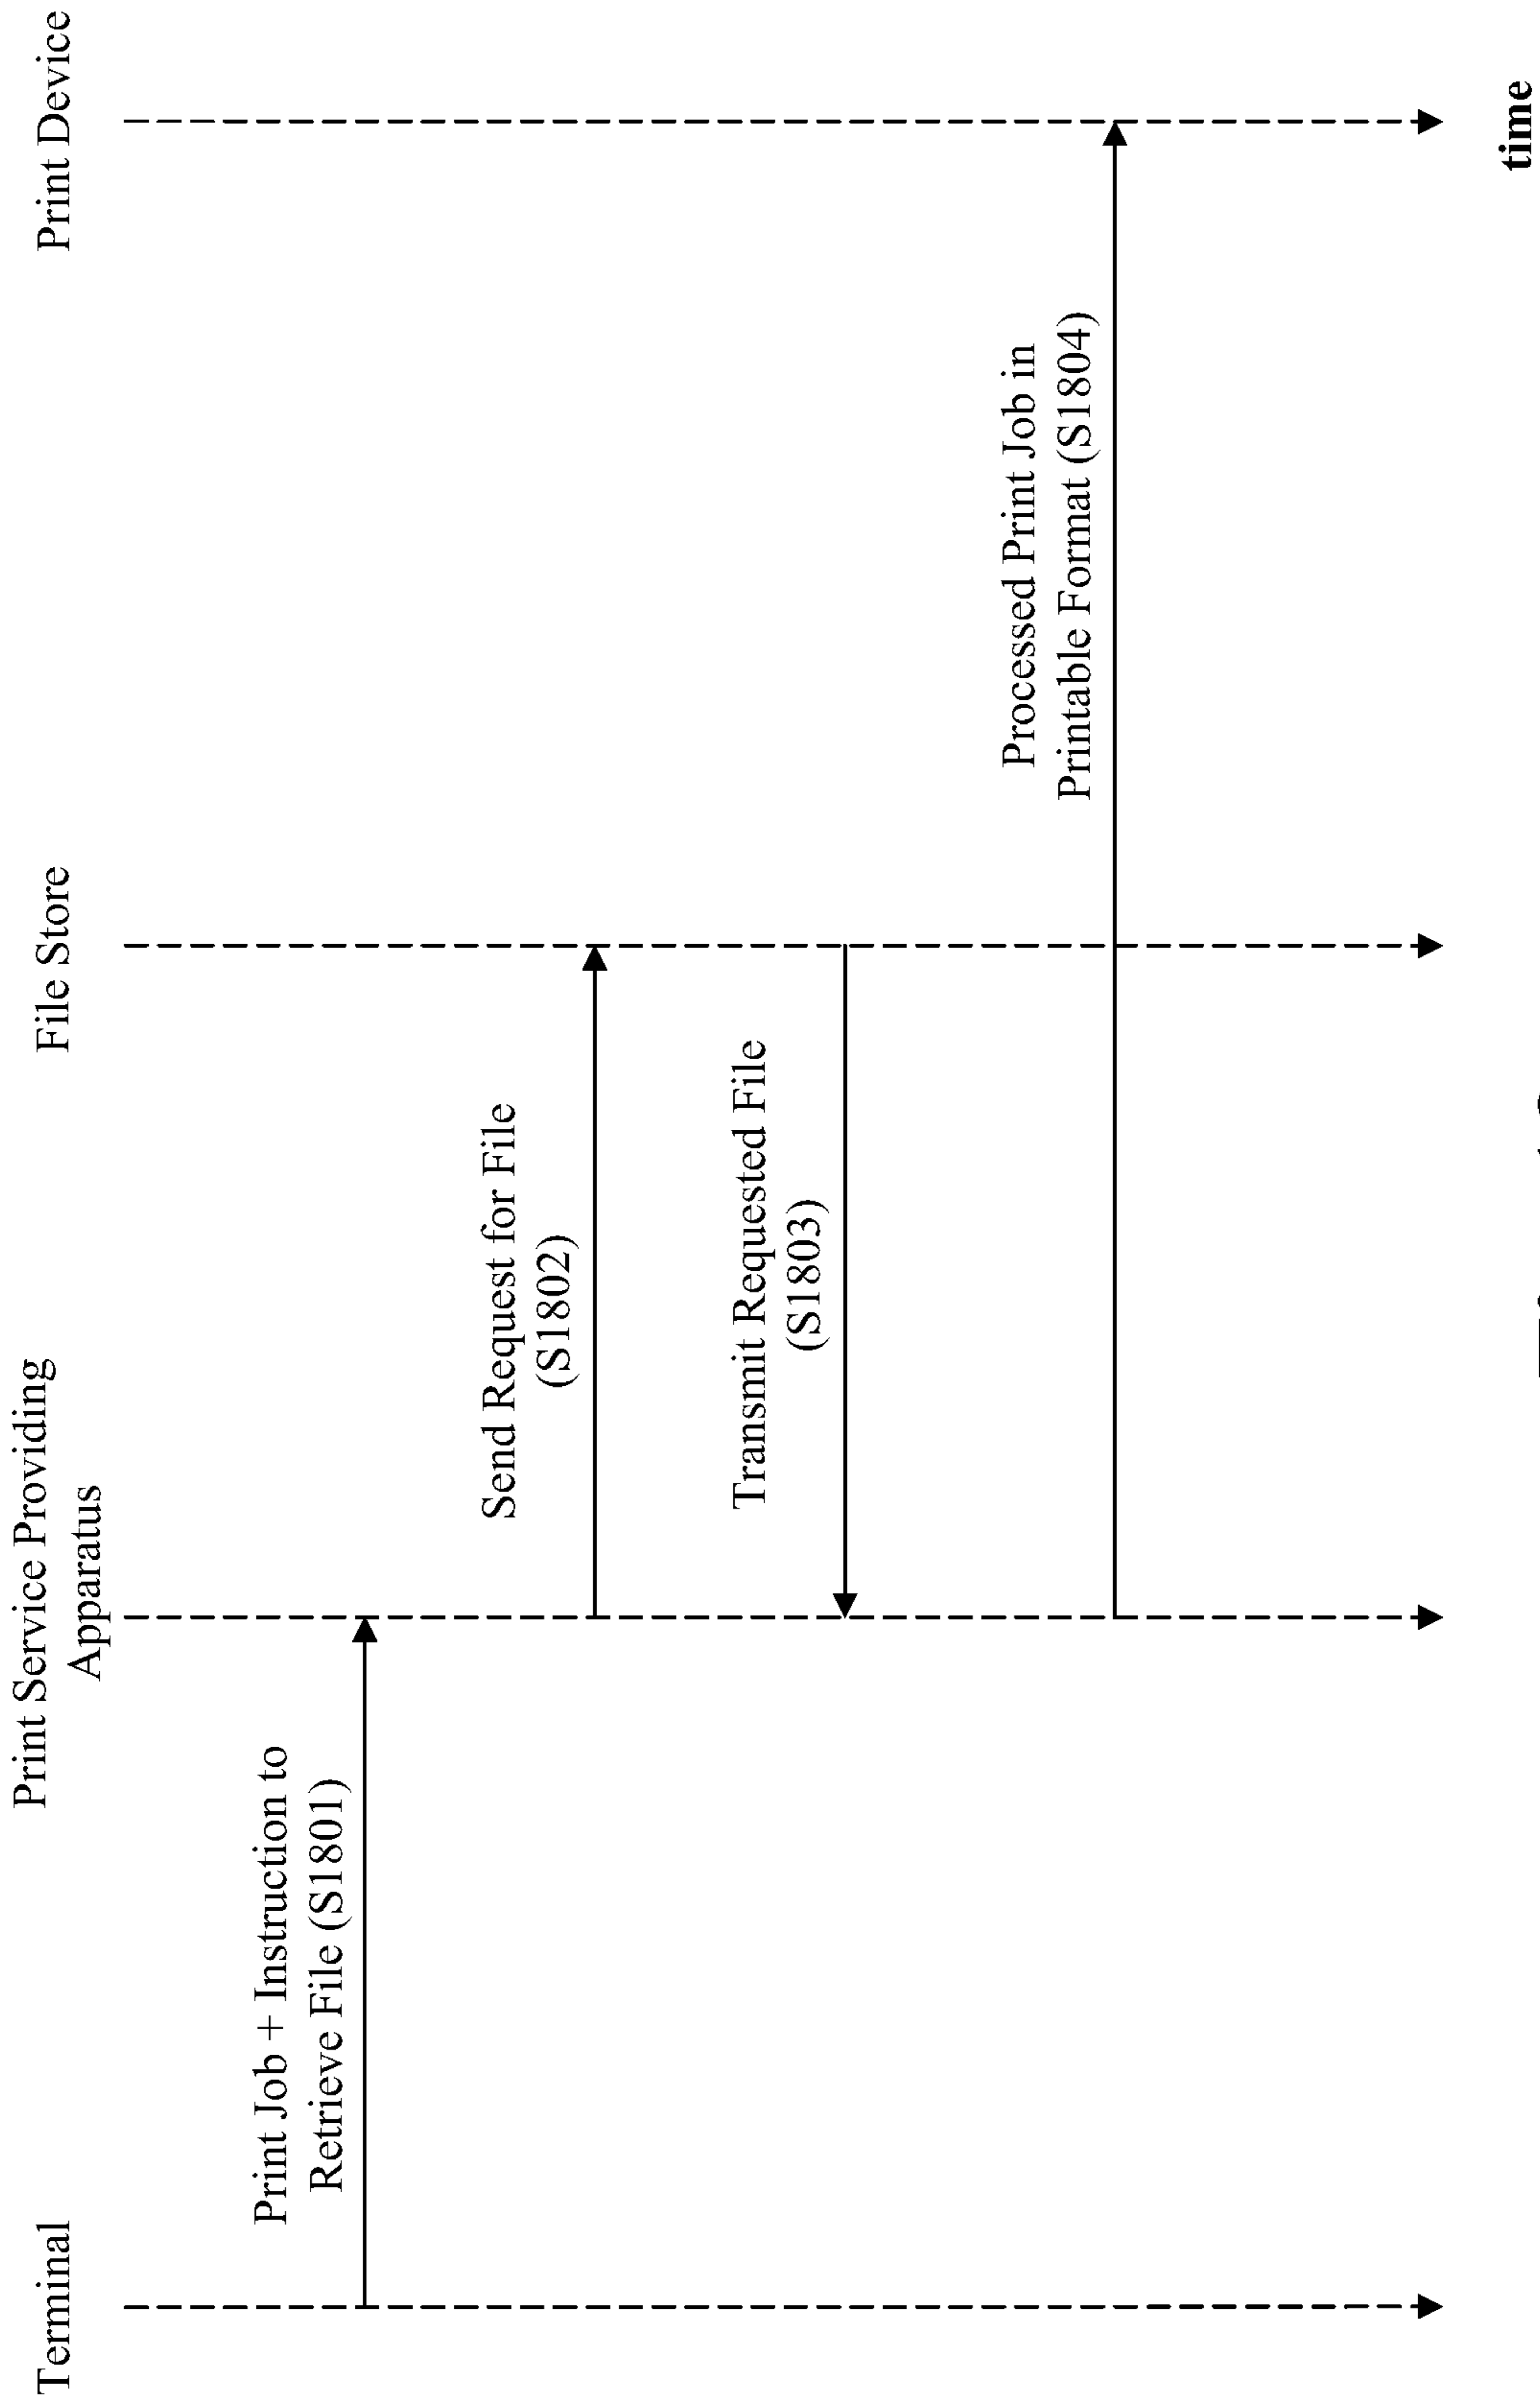 Terminal
Print Service Providing
Apparatus
File Store
Print Device
Print Job + Instruction to
Retrieve File (S1801)
Send Request for File
(S1802)
Transmit Requested File
(S1803)
Processed Print Job in
Printable Format (S1804)
time